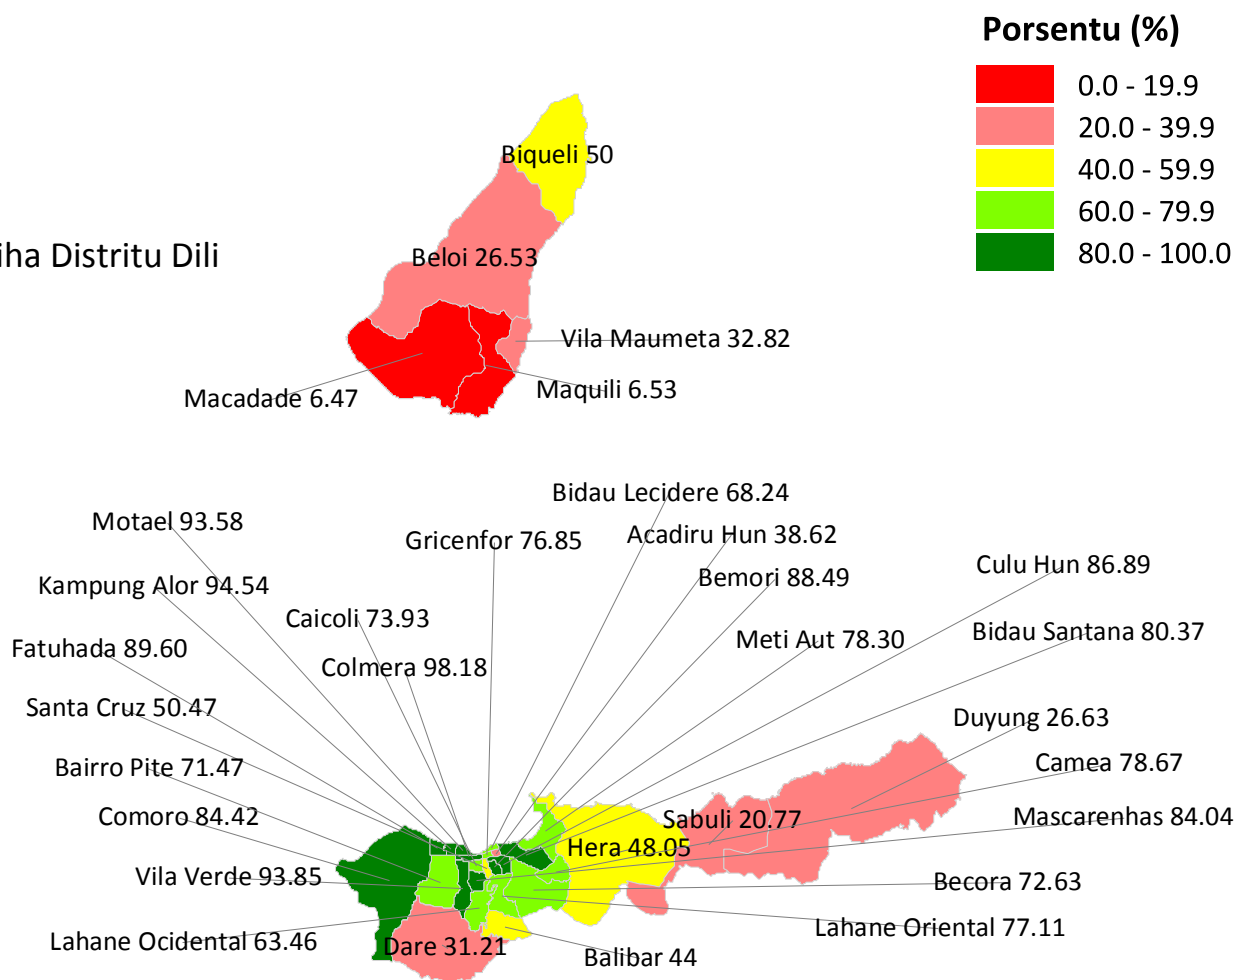 Porsentu (%)
0.0 - 19.9
20.0 - 39.9
40.0 - 59.9
60.0 - 79.9
80.0 - 100.0
Biqueli 50
iha Distritu Dili
Beloi 26.53
Vila Maumeta 32.82
Macadade 6.47
Maquili 6.53
Bidau Lecidere 68.24
Motael 93.58
Gricenfor 76.85
Acadiru Hun 38.62
Culu Hun 86.89
Kampung Alor 94.54
Bemori 88.49
Caicoli 73.93
Bidau Santana 80.37
Fatuhada 89.60
Meti Aut 78.30
Colmera 98.18
Santa Cruz 50.47
Duyung 26.63
Bairro Pite 71.47
Camea 78.67
Comoro 84.42
Sabuli 20.77
Mascarenhas 84.04
Hera 48.05
Vila Verde 93.85
Becora 72.63
Lahane Ocidental 63.46
Dare 31.21
Lahane Oriental 77.11
Balibar 44